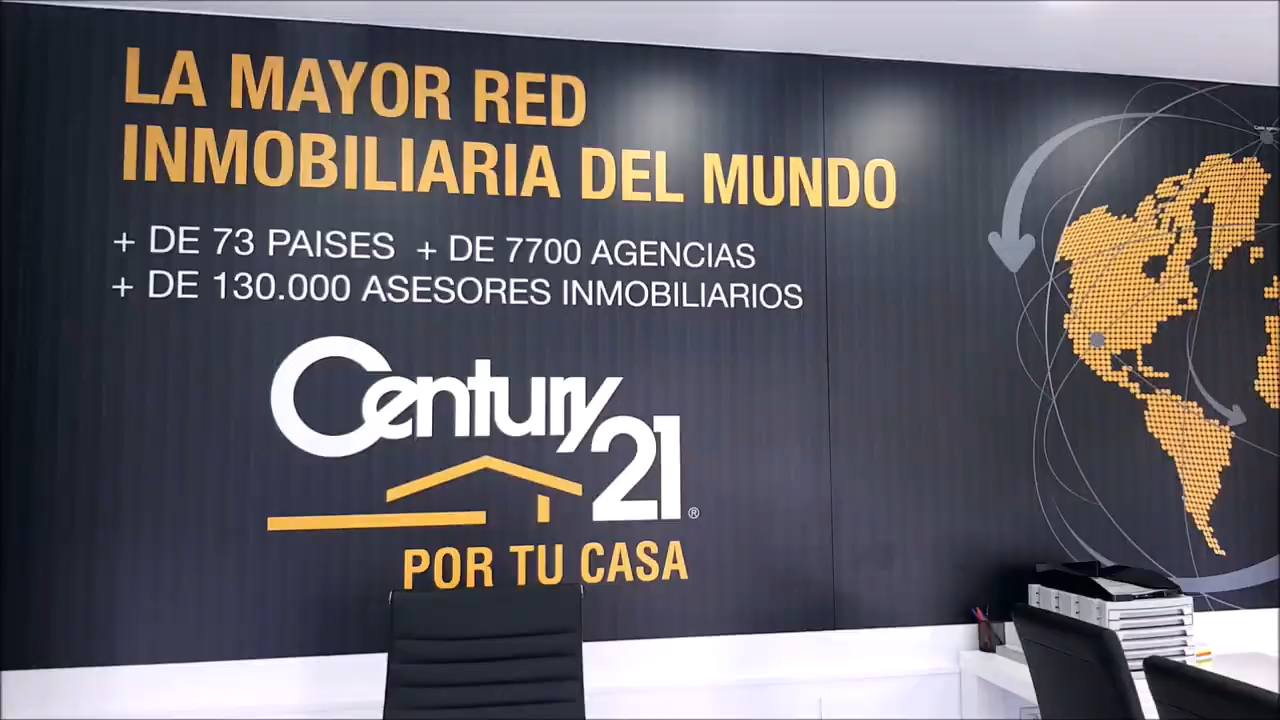 LA MAYOR RED
INMOBILIARIA DEL MUNDO
+ DE 73 PAISES + DE 7700 AGENCIAS
+ DE 130.000 ASESORES INMOBILIARIOS
Century
21®
POR TU CASA